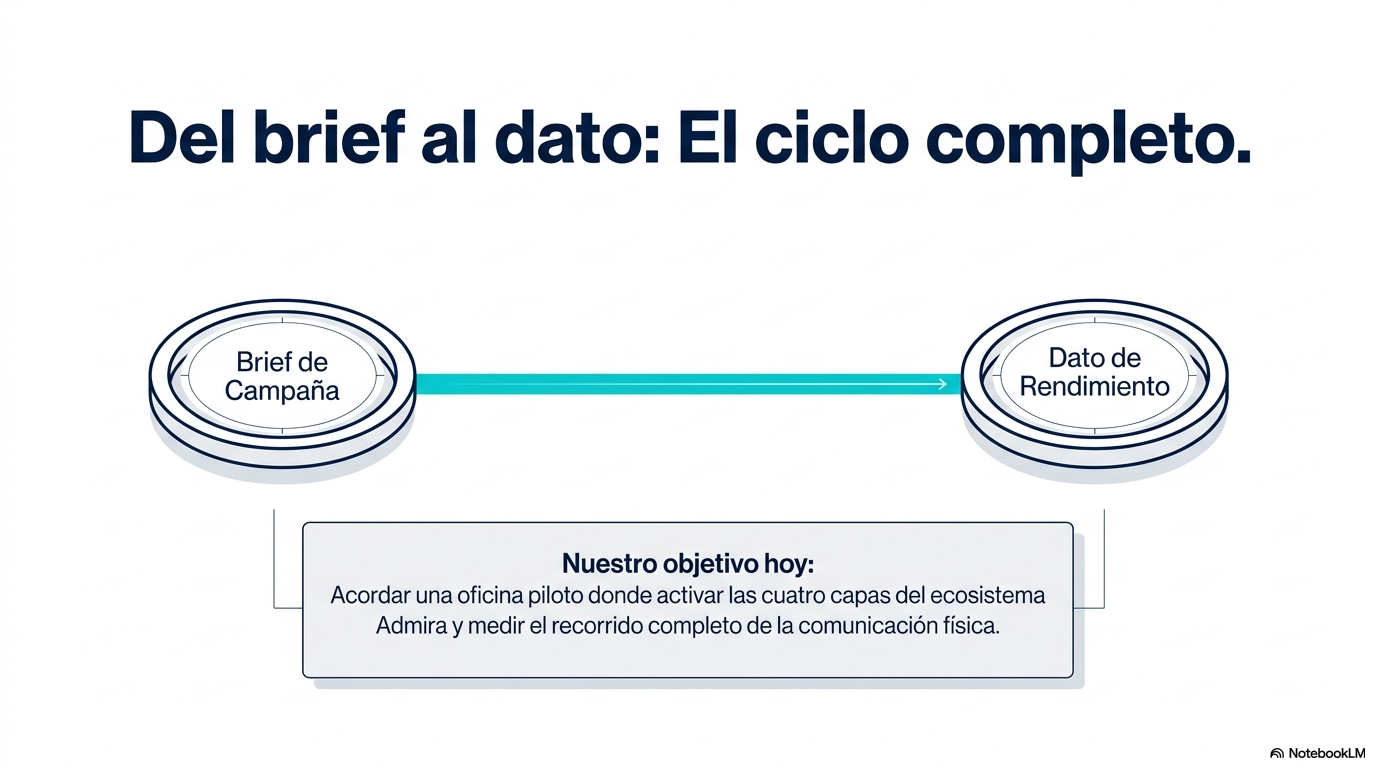 Del brief al dato: El ciclo completo.
Brief de
Campaña
Dato de
Rendimiento
Nuestro objetivo hoy:
Acordar una oficina piloto donde activar las cuatro capas del ecosistema
Admira y medir el recorrido completo de la comunicación física.
NotebookLM